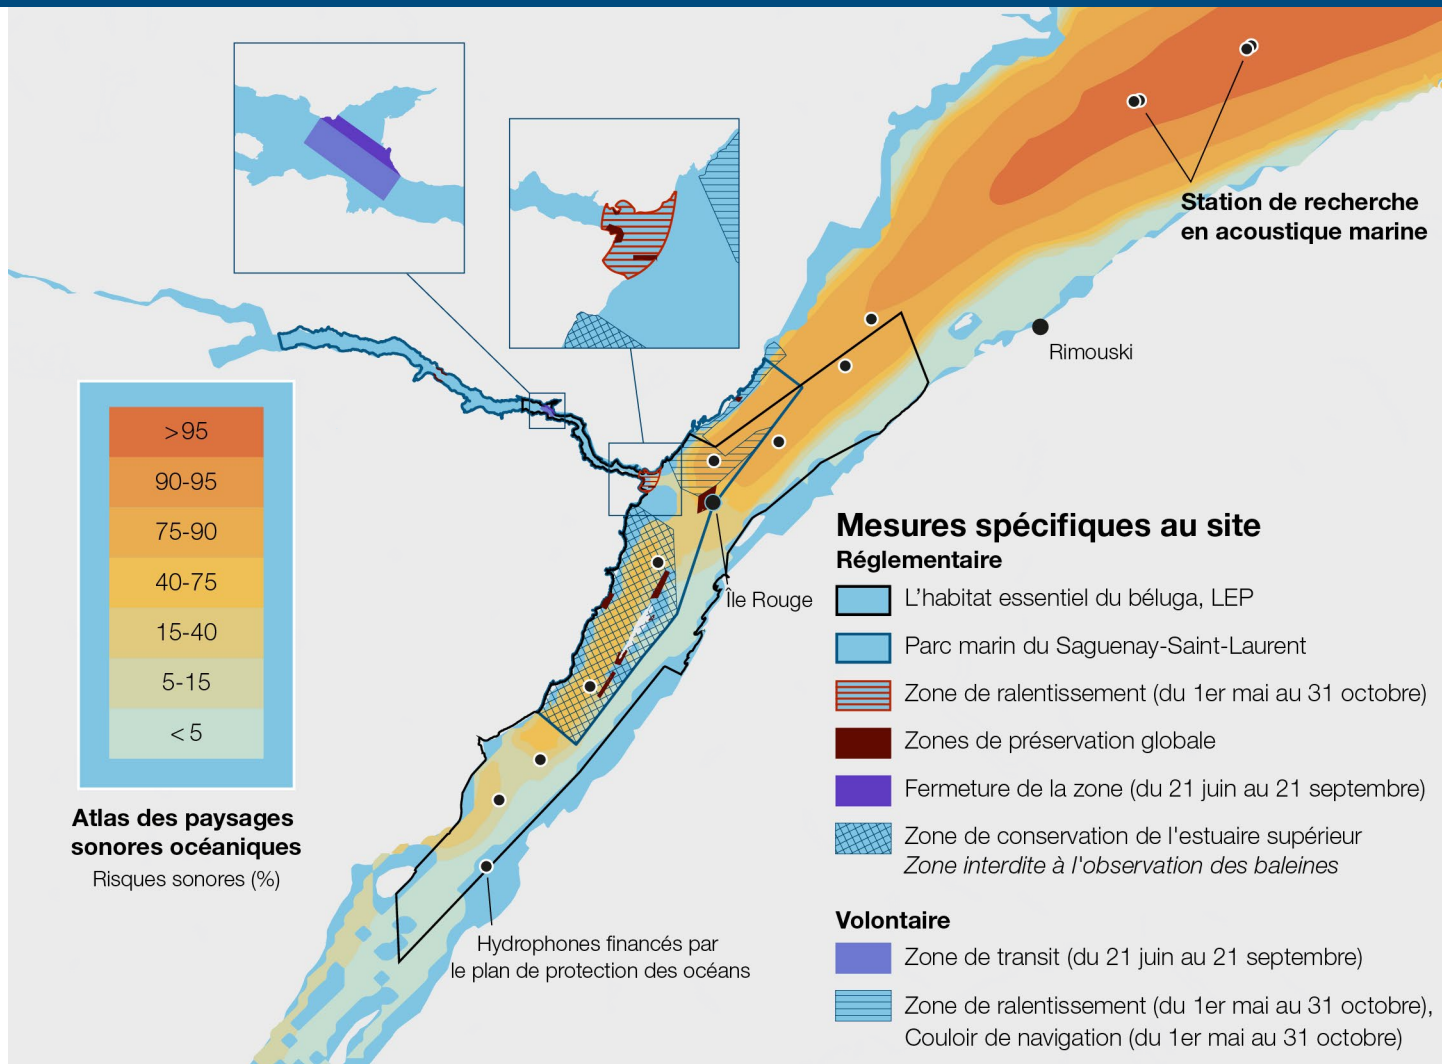 Station de recherche
en acoustique marine
Rimouski
>95
90-95
75-90
40-75
15-40
5-15
<5
Atlas des paysages
sonores océaniques
Risques sonores (%)
Île Rouge
Hydrophones financés par
le plan de protection des océans
Mesures spécifiques au site
Réglementaire
L'habitat essentiel du béluga, LEP
Parc marin du Saguenay-Saint-Laurent
Zone de ralentissement (du 1er mai au 31 octobre)
Zones de préservation globale
Fermeture de la zone (du 21 juin au 21 septembre)
Zone de conservation de l'estuaire supérieur
Zone interdite à l'observation des baleines
Volontaire
Zone de transit (du 21 juin au 21 septembre)
Zone de ralentissement (du 1er mai au 31 octobre),
Couloir de navigation (du 1er mai au 31 octobre)